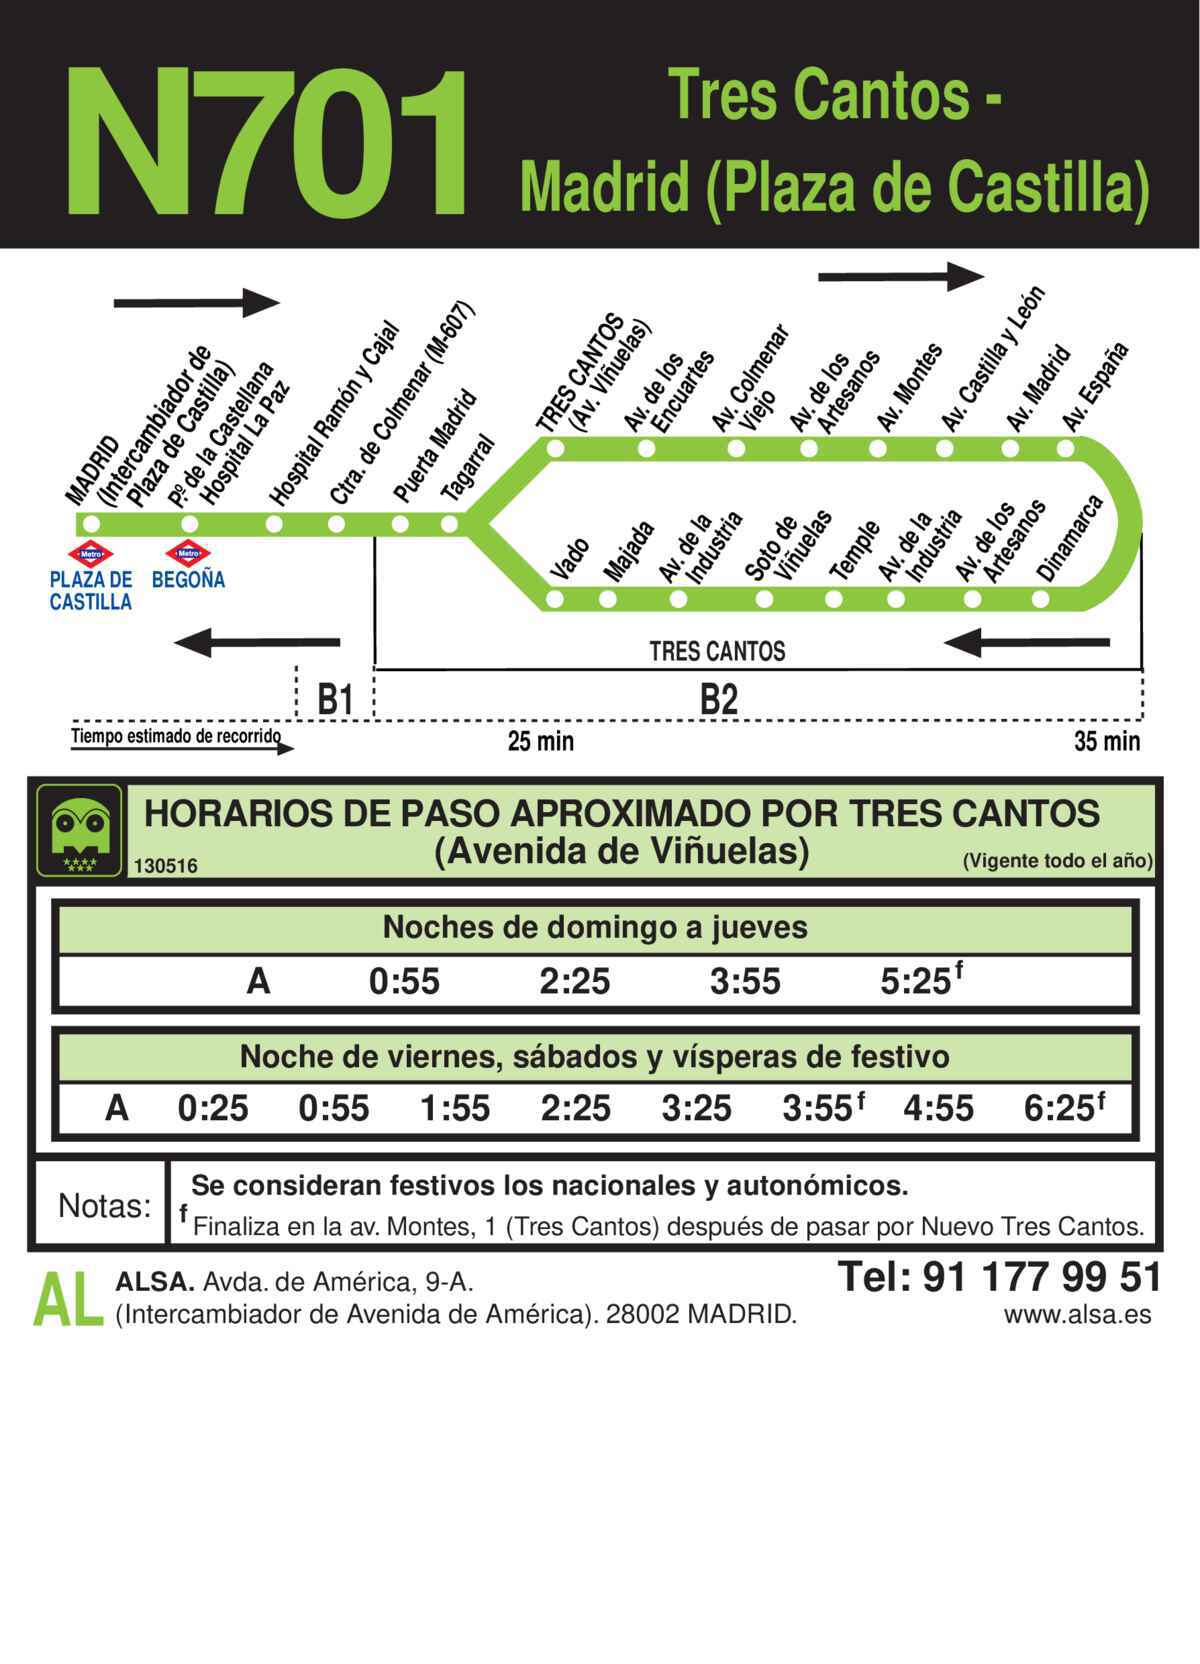 N701
Tres Cantos -
Madrid (Plaza de Castilla)
MADRID
(Intercambiador de
Plaza de Castilla)
Pº. de la Castellana
Hospital La Paz
Hospital Ramón y Cajal
Ctra. de Colmenar (M-607)
Puerta Madrid
Tagarral
TRES CANTOS
(Av. Viñuelas)
Av. de los
Encuartes
Av. Colmenar
Viejo
Av. de los
Artesanos
Av. Montes
Av. Castilla y León
Av. Madrid
Av. España
Vado
Majada
Av. de la
Industria
Soto de
Viñuelas
Temple
Av. de la
Industria
Av. de los
Artesanos
Dinamarca
Metro
PLAZA DE
CASTILLA
Metro
BEGOÑA
TRES CANTOS
B1
B2
Tiempo estimado de recorrido
25 min
35 min
HORARIOS DE PASO APROXIMADO POR TRES CANTOS
(Avenida de Viñuelas)
130516
(Vigente todo el año)
Noches de domingo a jueves
A 0:55 2:25 3:55 5:25 f
Noche de viernes, sábados y vísperas de festivo
A 0:25 0:55 1:55 2:25 3:25 3:55 f 4:55 6:25 f
Notas:
Se consideran festivos los nacionales y autonómicos.
f Finaliza en la av. Montes, 1 (Tres Cantos) después de pasar por Nuevo Tres Cantos.
AL
ALSA. Avda. de América, 9-A.
(Intercambiador de Avenida de América). 28002 MADRID.
Tel: 91 177 99 51
www.alsa.es